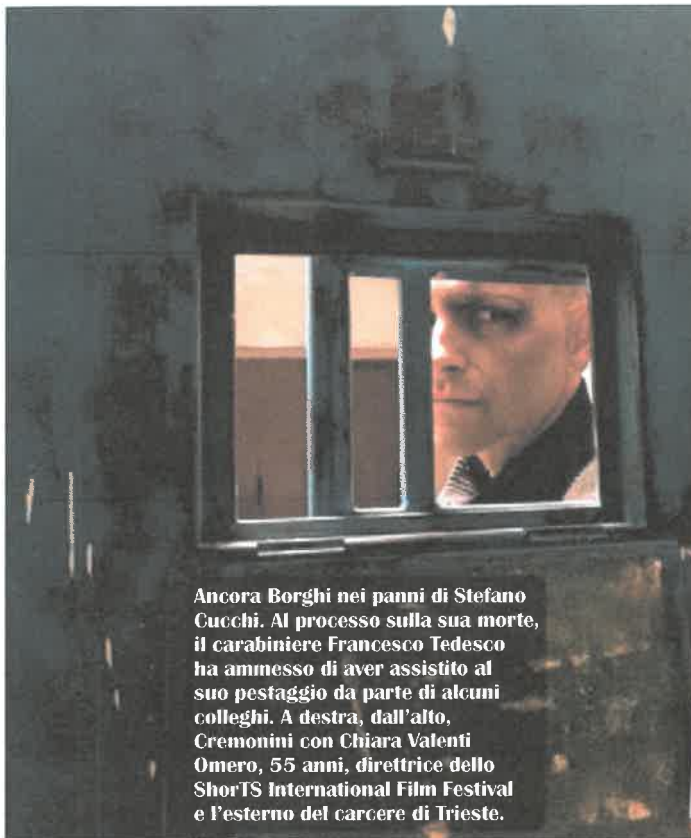 Ancora Borghi nei panni di Stefano
Cucchi. Al processo sulla sua morte,
il carabiniere Francesco Tedesco
ha ammesso di aver assistito al
suo pestaggio da parte di alcuni
colleghi. A destra, dall'alto,
Cremonini con Chiara Valenti
Omero, 55 anni, direttrice dello
ShorTS International Film Festival
e l'esterno del carcere di Trieste.